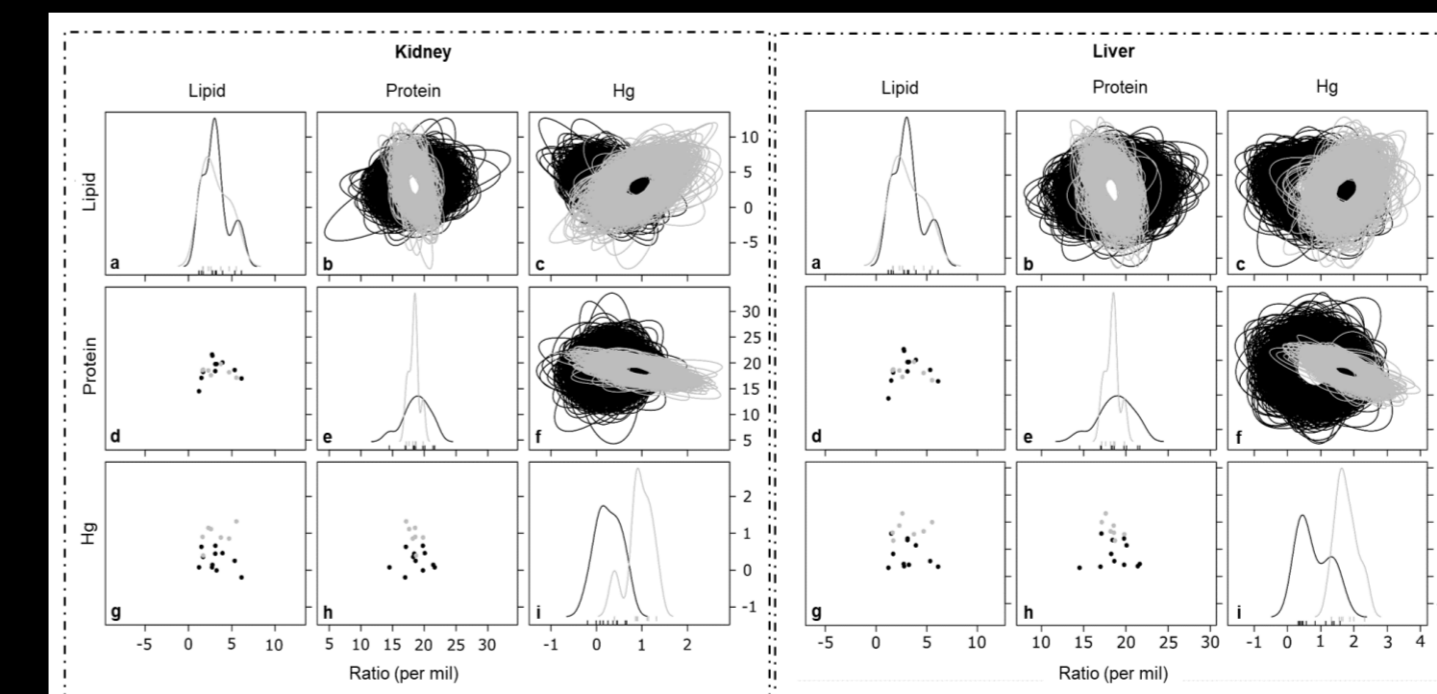 Kidney
Lipid Protein Hg
Lipid
a b c
10
5
0
-5
Protein
d e f
30
25
20
15
10
5
Hg
g h i
2
1
0
-1
-5 0 5 10 5 10 15 20 25 30 -1 0 1 2
Ratio (per mil)
Liver
Lipid Protein Hg
a b c
d e f
g h i
-5 0 5 10 10 15 20 25 30 -1 0 1 2 3 4
Ratio (per mil)